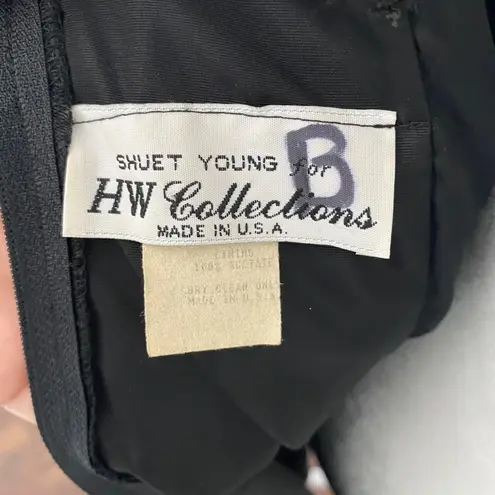 SHUET YOUNG for
B
HW Collections
MADE IN U.S.A.
LINING
100% ACETATE
DRY CLEAN ONLY
MADE IN U.S.A